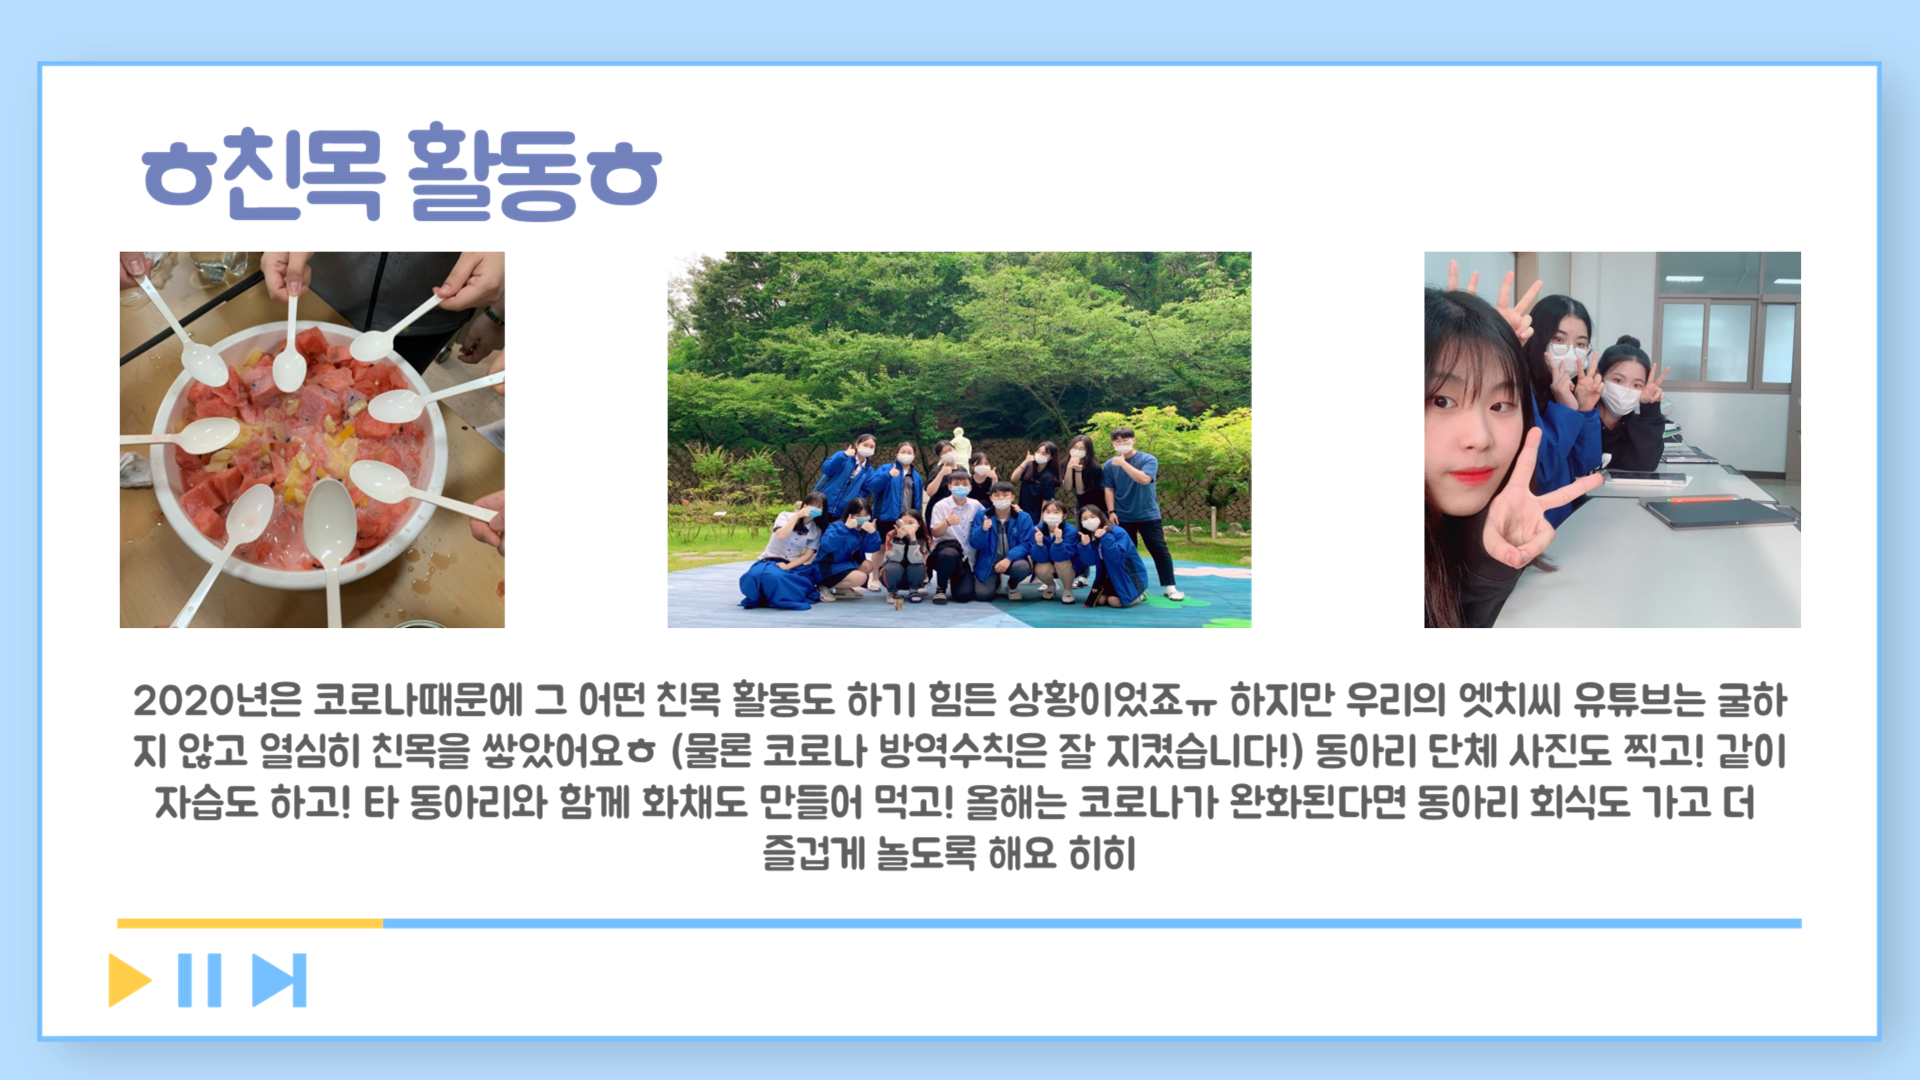 ㅎ친목 활동ㅎ
2020년은 코로나때문에 그 어떤 친목 활동도 하기 힘든 상황이었죠ㅠ 하지만 우리의 엣치씨 유튜브는 굴하
지 않고 열심히 친목을 쌓았어요ㅎ (물론 코로나 방역수칙은 잘 지켰습니다!) 동아리 단체 사진도 찍고! 같이
자습도 하고! 타 동아리와 함께 화채도 만들어 먹고! 올해는 코로나가 완화된다면 동아리 회식도 가고 더
즐겁게 놀도록 해요 히히